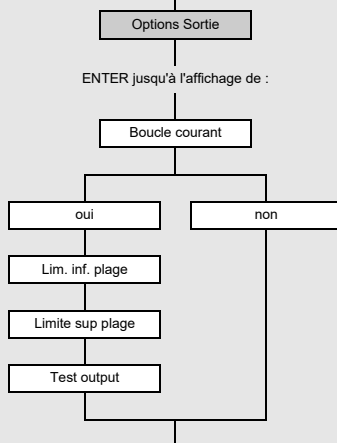 Options Sortie
ENTER jusqu'à l'affichage de :
Boucle courant
oui
non
Lim. inf. plage
Limite sup plage
Test output